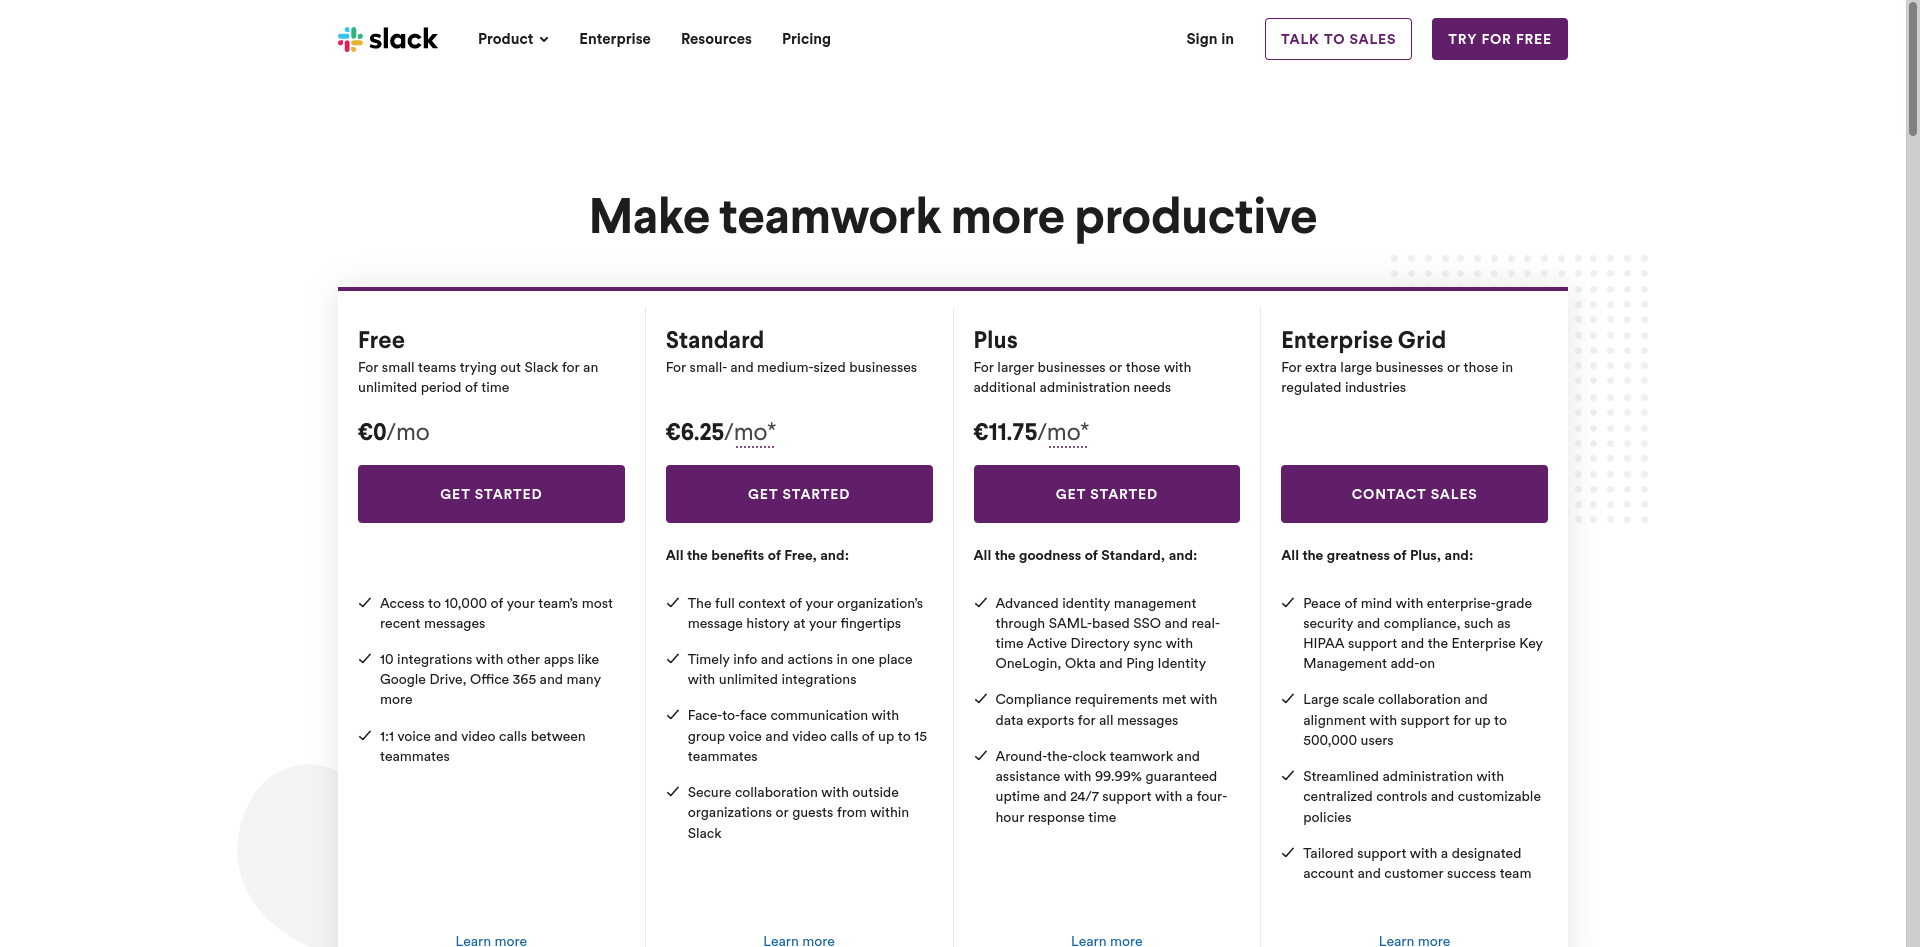 slack
Product
Enterprise
Resources
Pricing
Sign in
TALK TO SALES
TRY FOR FREE
Make teamwork more productive
Free
For small teams trying out Slack for an
unlimited period of time
€0/mo
GET STARTED
Access to 10,000 of your team’s most
recent messages
10 integrations with other apps like
Google Drive, Office 365 and many
more
1:1 voice and video calls between
teammates
Learn more
Standard
For small- and medium-sized businesses
€6.25/mo*
GET STARTED
All the benefits of Free, and:
The full context of your organization’s
message history at your fingertips
Timely info and actions in one place
with unlimited integrations
Face-to-face communication with
group voice and video calls of up to 15
teammates
Secure collaboration with outside
organizations or guests from within
Slack
Learn more
Plus
For larger businesses or those with
additional administration needs
€11.75/mo*
GET STARTED
All the goodness of Standard, and:
Advanced identity management
through SAML-based SSO and real-
time Active Directory sync with
OneLogin, Okta and Ping Identity
Compliance requirements met with
data exports for all messages
Around-the-clock teamwork and
assistance with 99.99% guaranteed
uptime and 24/7 support with a four-
hour response time
Learn more
Enterprise Grid
For extra large businesses or those in
regulated industries
CONTACT SALES
All the greatness of Plus, and:
Peace of mind with enterprise-grade
security and compliance, such as
HIPAA support and the Enterprise Key
Management add-on
Large scale collaboration and
alignment with support for up to
500,000 users
Streamlined administration with
centralized controls and customizable
policies
Tailored support with a designated
account and customer success team
Learn more